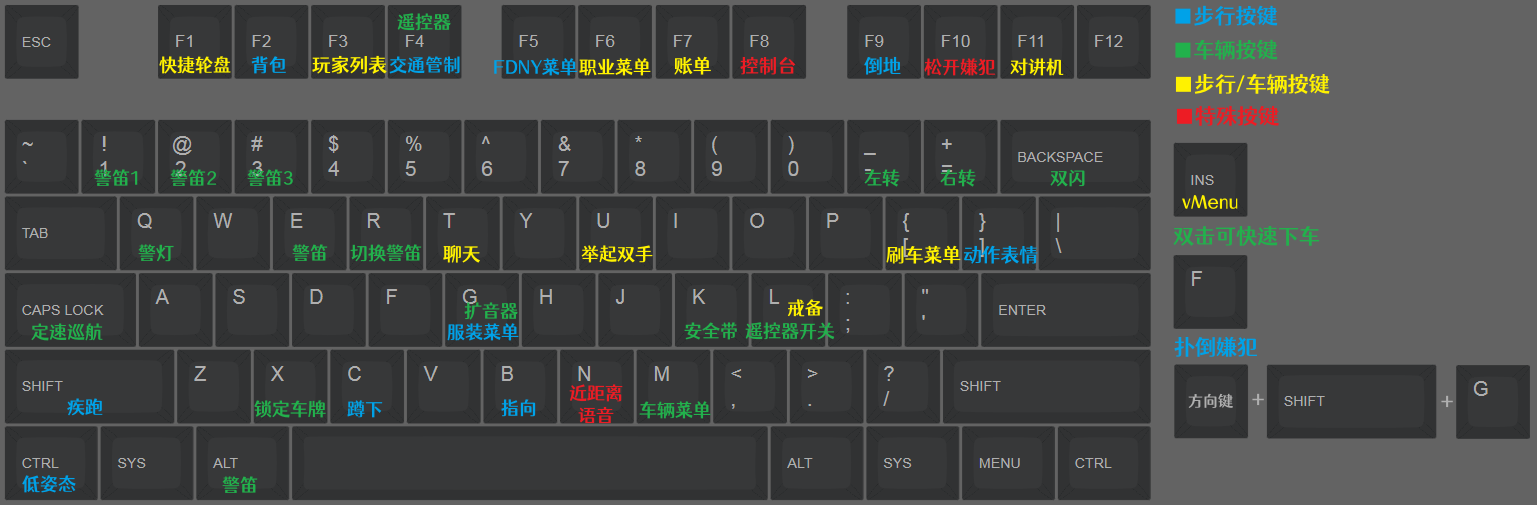 遥控器
ESC F1 F2 F3 F4 F5 F6 F7 F8 F9 F10 F11 F12
快捷轮盘 背包 玩家列表 交通管制 FDNY菜单 职业菜单 账单 控制台 倒地 松开嫌犯 对讲机
■步行按键
■车辆按键
■步行/车辆按键
■特殊按键
~ ! @ # $ % ^ & * ( ) _ + BACKSPACE
` 1 2 3 4 5 6 7 8 9 0 - =
警笛1 警笛2 警笛3 左转 右转 双闪
INS
vMenu
TAB Q W E R T Y U I O P { } |
[ ] \
警灯 警笛 切换警笛 聊天 举起双手 刷车菜单 动作表情
双击可快速下车
F
CAPS LOCK A S D F G H J K L : " ENTER
; '
戒备
定速巡航 扩音器 安全带 遥控器开关
服装菜单
扑倒嫌犯
SHIFT Z X C V B N M < > ? SHIFT
, . /
疾跑 锁定车牌 蹲下 指向 近距离 车辆菜单
语音
方向键 + SHIFT + G
CTRL SYS ALT ALT SYS MENU CTRL
低姿态 警笛